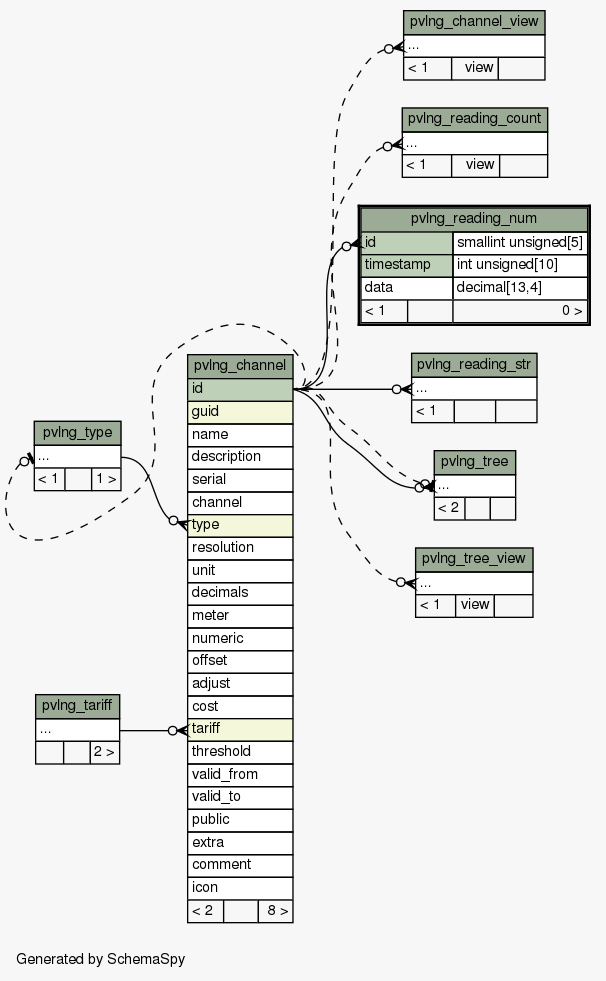 pvlng_channel_view
...
< 1 view
pvlng_reading_count
...
< 1 view
pvlng_reading_num
id smallint unsigned[5]
timestamp int unsigned[10]
data decimal[13,4]
< 1 0 >
pvlng_reading_str
...
< 1
pvlng_tree
...
< 2
pvlng_tree_view
...
< 1 view
pvlng_channel
id
guid
name
description
serial
channel
type
resolution
unit
decimals
meter
numeric
offset
adjust
cost
tariff
threshold
valid_from
valid_to
public
extra
comment
icon
< 2 8 >
pvlng_type
...
< 1 1 >
pvlng_tariff
...
2 >
Generated by SchemaSpy